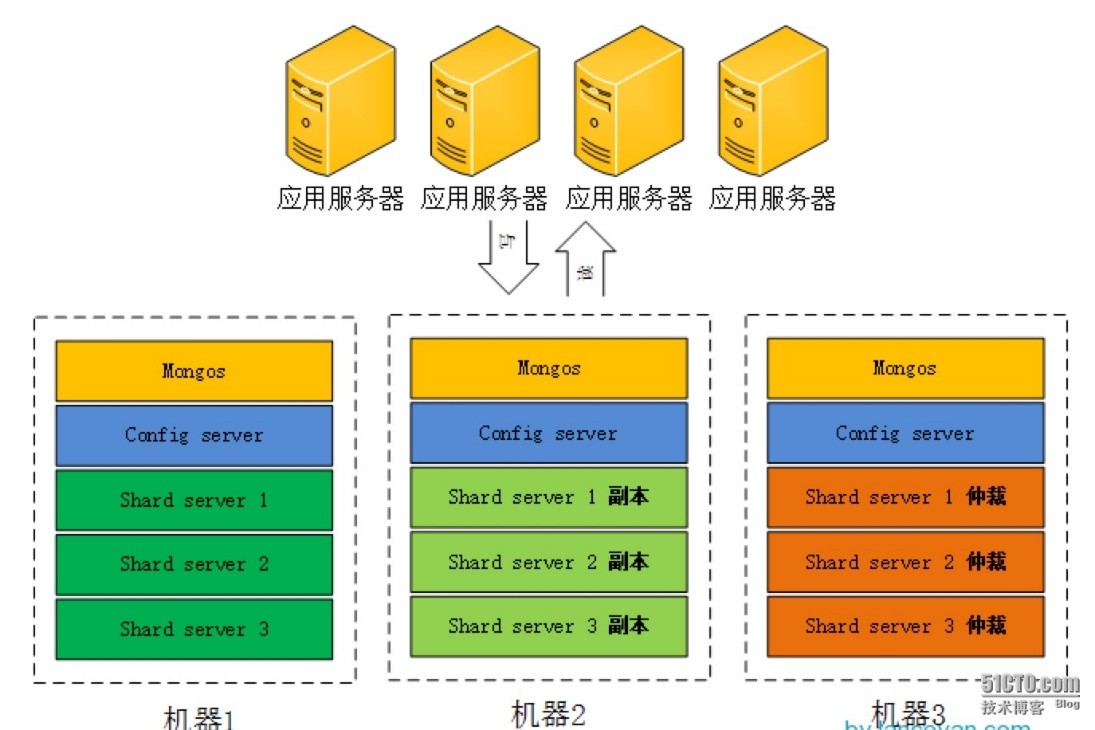 应用服务器 应用服务器 应用服务器 应用服务器
写
读
Mongos
Config server
Shard server 1
Shard server 2
Shard server 3
机器1
Mongos
Config server
Shard server 1 副本
Shard server 2 副本
Shard server 3 副本
机器2
Mongos
Config server
Shard server 1 仲裁
Shard server 2 仲裁
Shard server 3 仲裁
机器3
51CTO.com
技术博客 Blog